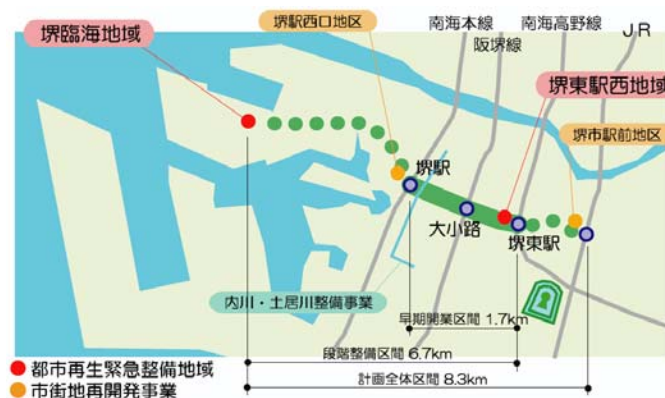 堺臨海地域
堺駅西口地区
南海本線
阪堺線
南海高野線
JR
堺東駅西地域
堺市駅前地区
堺駅
大小路
堺東駅
内川・土居川整備事業
早期開業区間 1.7km
段階整備区間 6.7km
計画全体区間 8.3km
都市再生緊急整備地域
市街地再開発事業